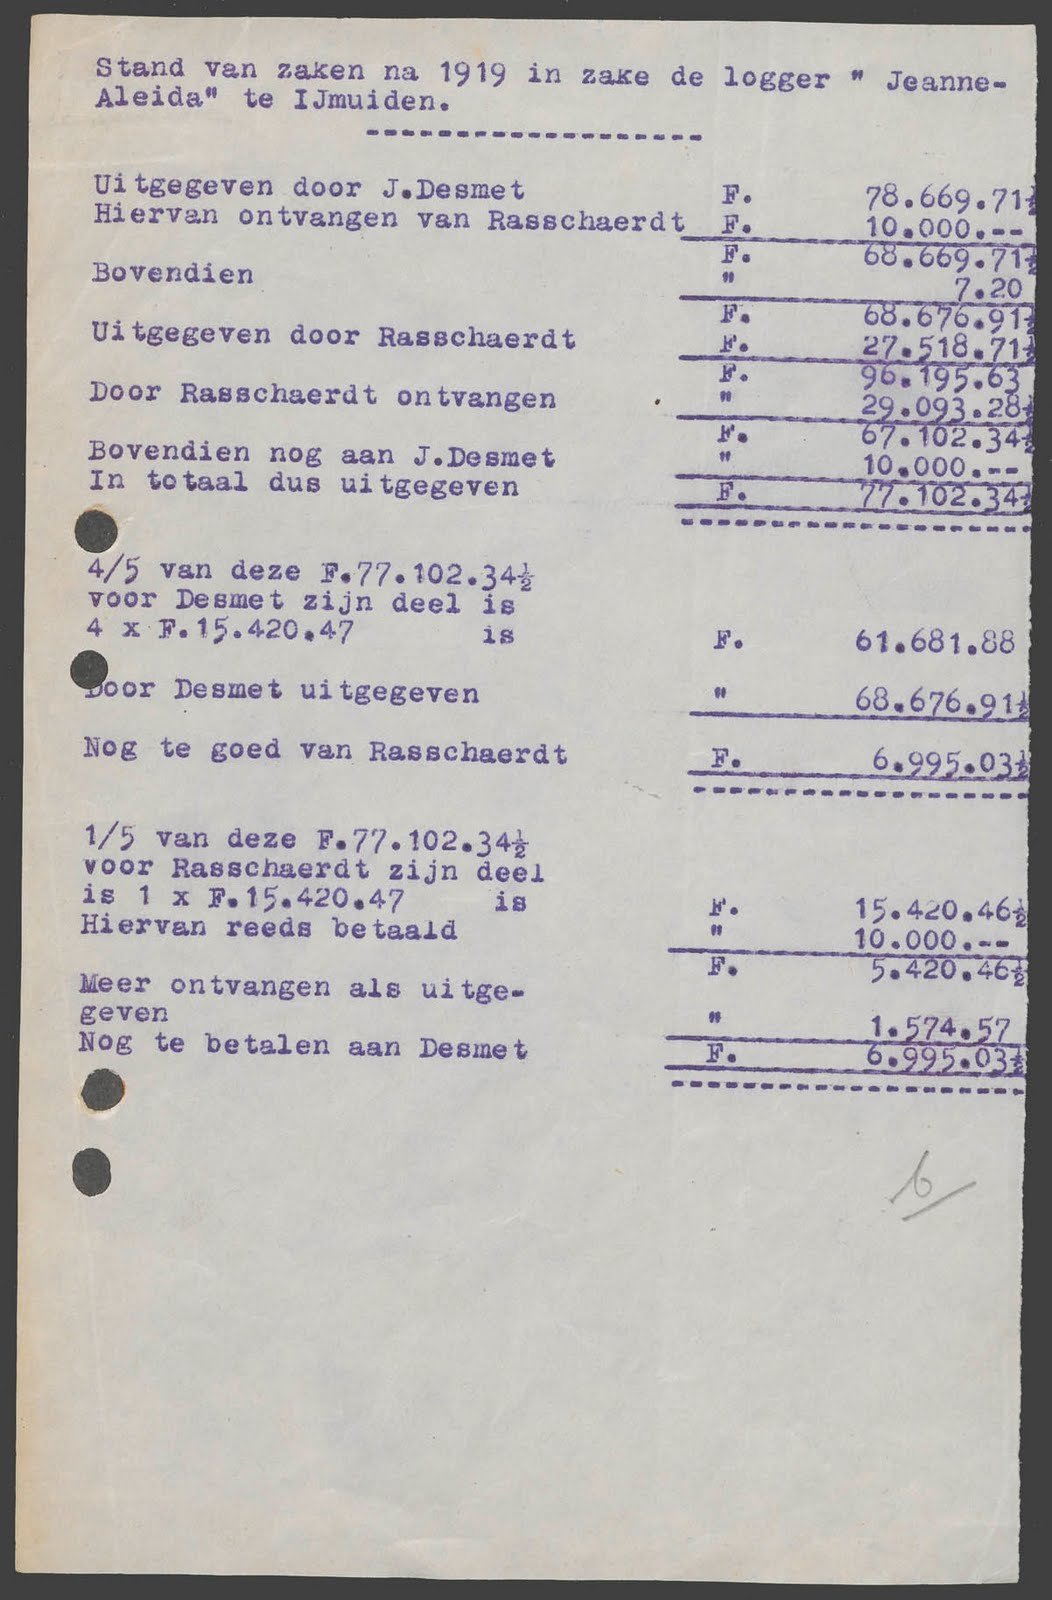 Stand van zaken na 1919 in zake de logger " Jeanne-
Aleida" te IJmuiden.
-------------------
Uitgegeven door J.Desmet F. 78.669.71½
Hiervan ontvangen van Rasschaerdt F. 10.000.--
F. 68.669.71½
Bovendien " 7.20
F. 68.676.91½
Uitgegeven door Rasschaerdt F. 27.518.71½
F. 96.195.63
Door Rasschaerdt ontvangen " 29.093.28½
F. 67.102.34½
Bovendien nog aan J.Desmet " 10.000.--
In totaal dus uitgegeven F. 77.102.34½
4/5 van deze F.77.102.34½
voor Desmet zijn deel is
4 x F.15.420.47 is F. 61.681.88
Door Desmet uitgegeven " 68.676.91½
Nog te goed van Rasschaerdt F. 6.995.03½
1/5 van deze F.77.102.34½
voor Rasschaerdt zijn deel
is 1 x F.15.420.47 is F. 15.420.46½
Hiervan reeds betaald " 10.000.--
F. 5.420.46½
Meer ontvangen als uitge-
geven " 1.574.57
Nog te betalen aan Desmet F. 6.995.03½
6